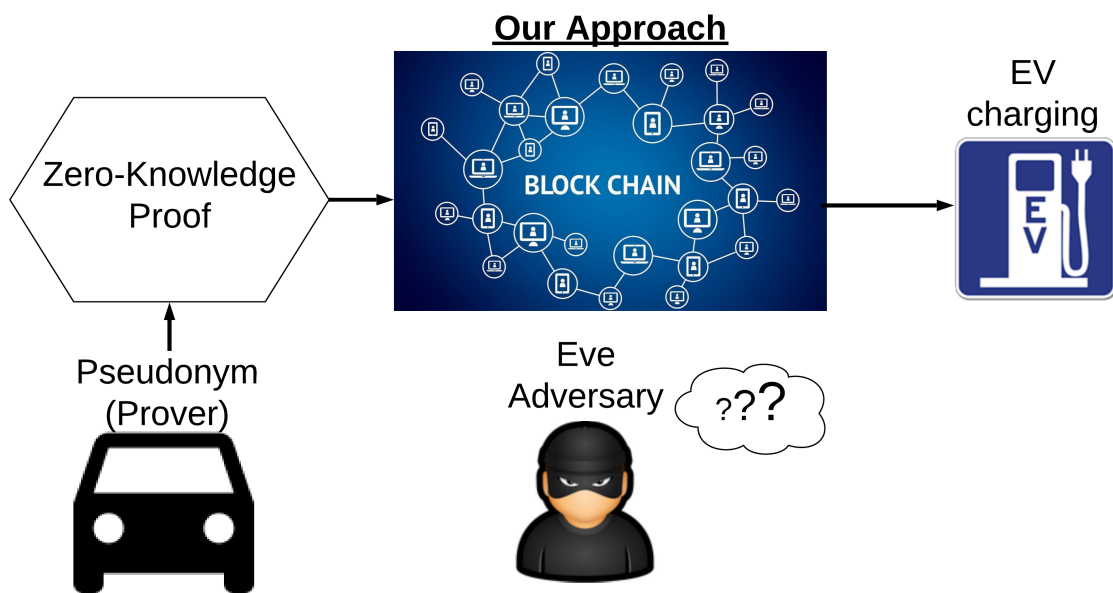 Our Approach
Zero-Knowledge
Proof
BLOCK CHAIN
EV
charging
E
V
Pseudonym
(Prover)
Eve
Adversary
???